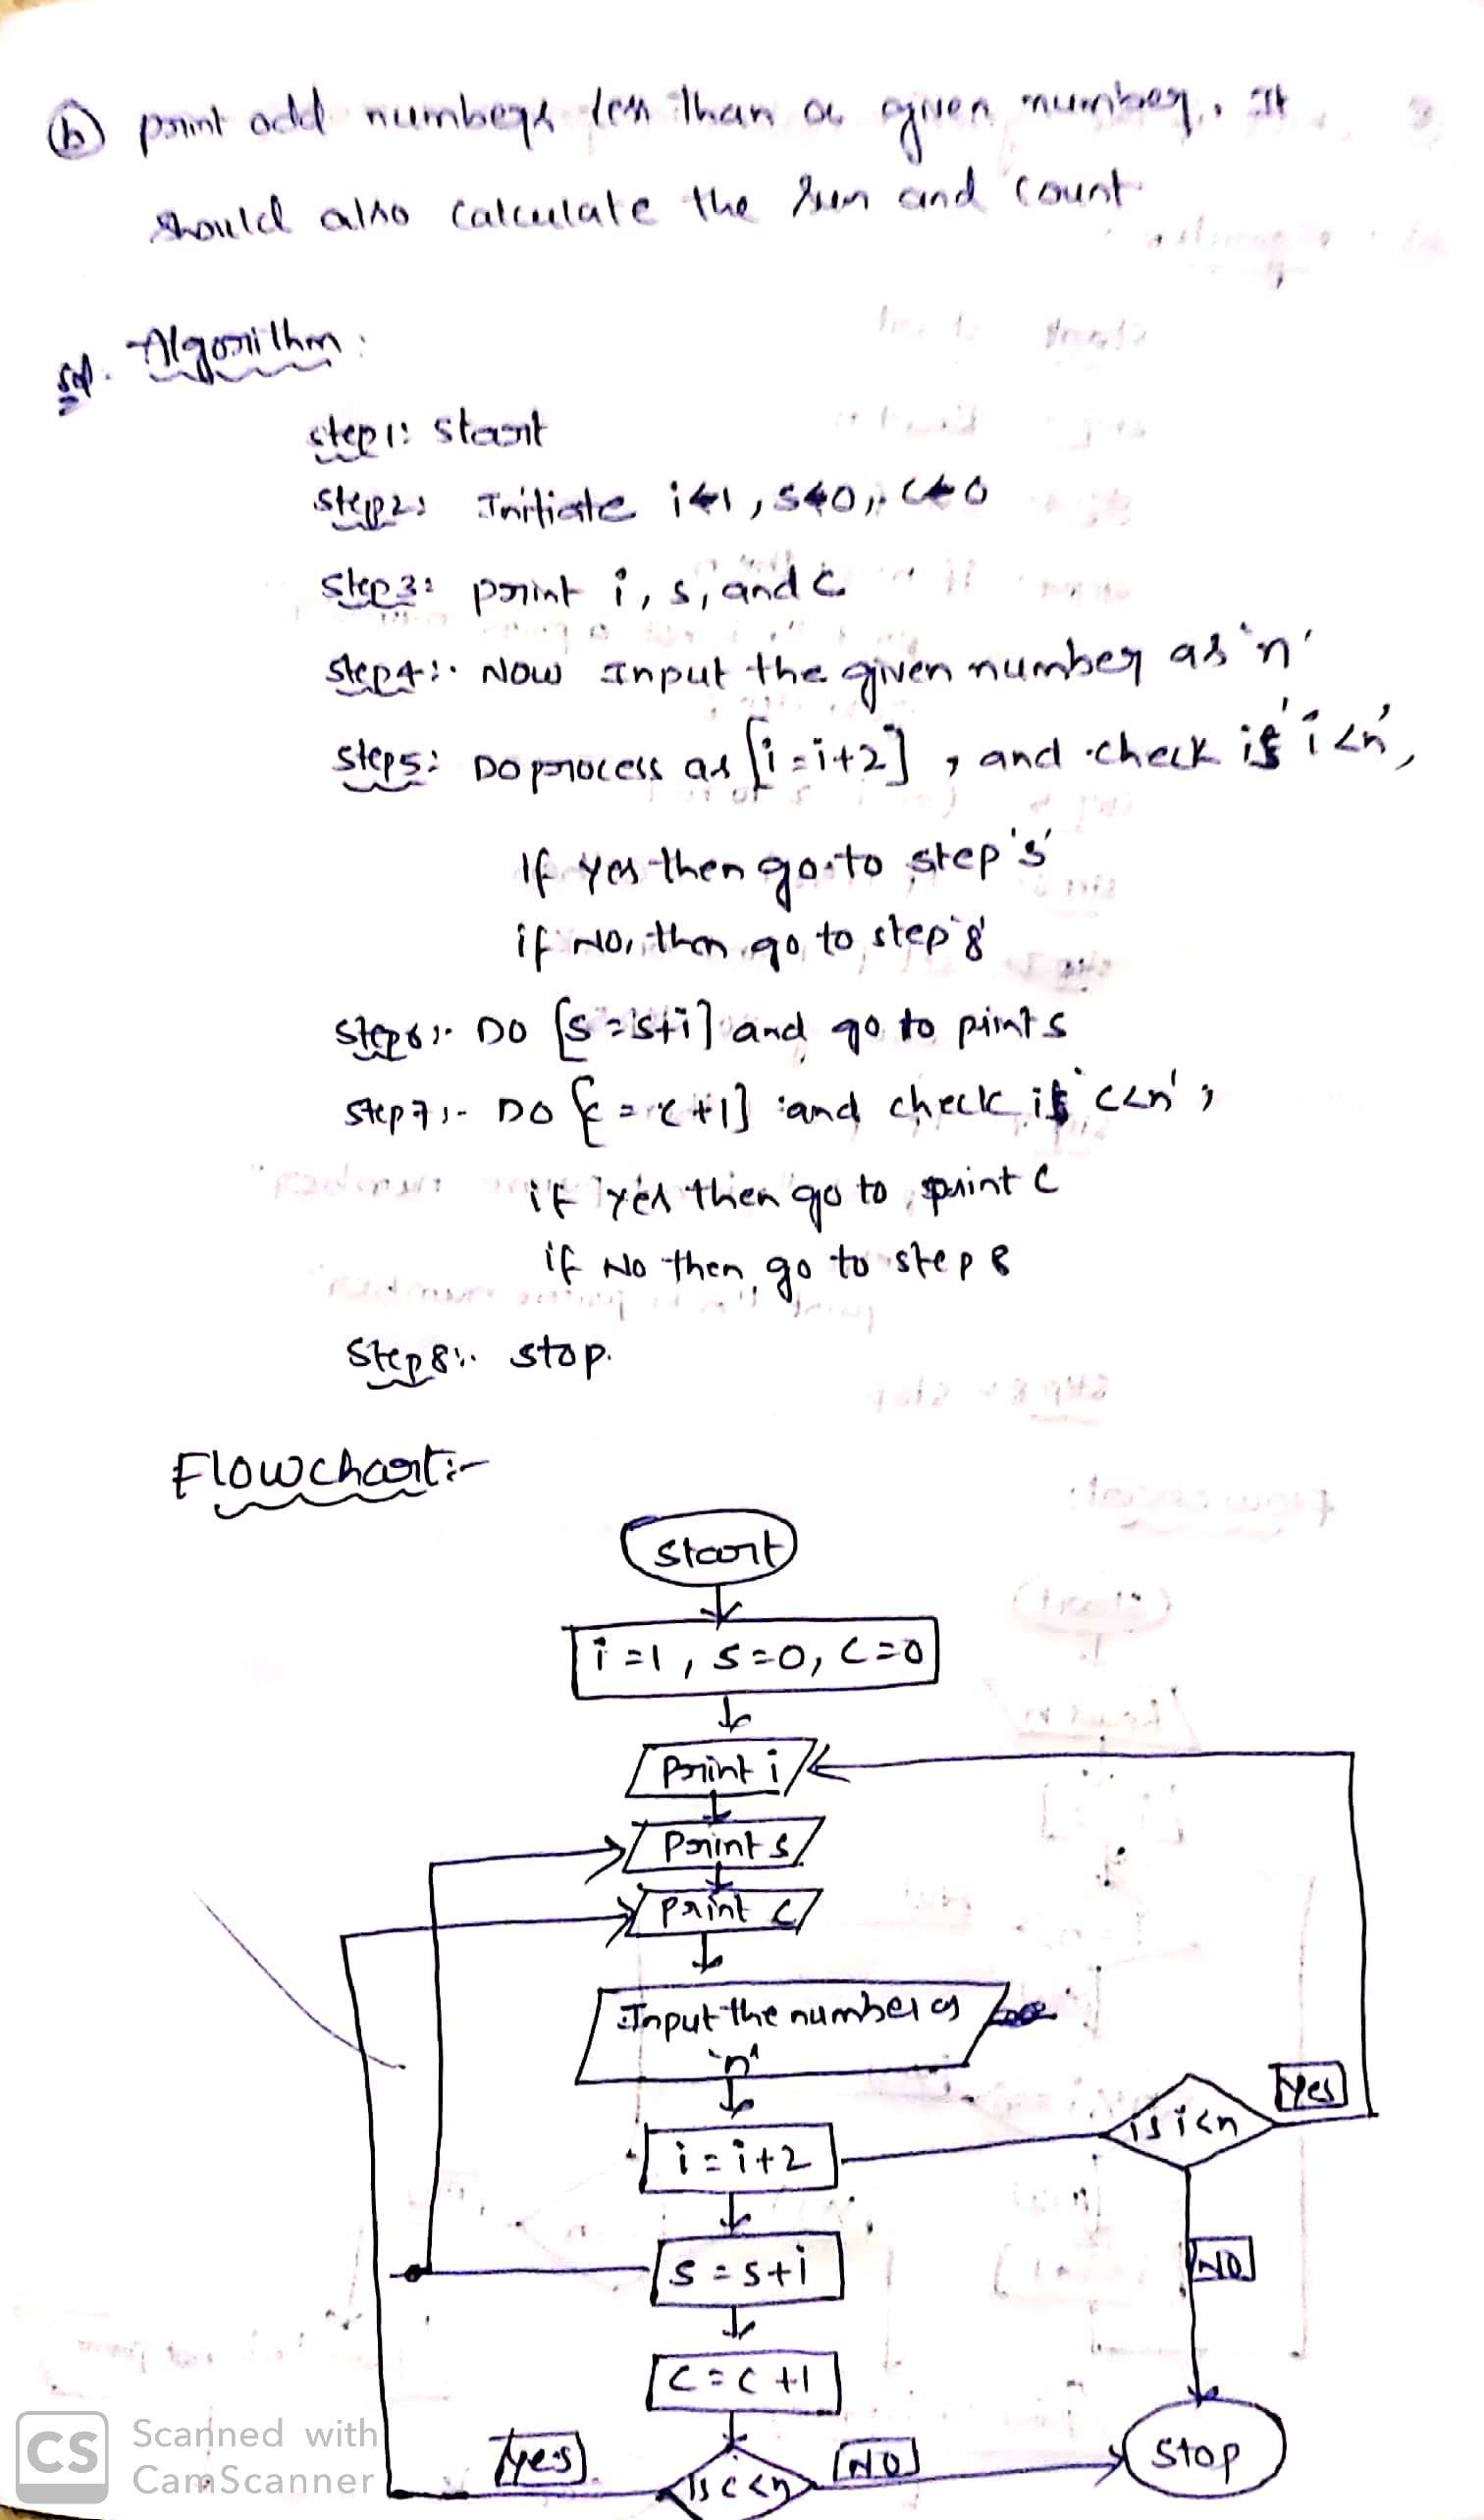 (b) print odd numbers less than a given number. It
should also calculate the sum and count
sol. Algorithm:
step1: start
step2: Initiate i←1, s←0, c←0
step3: print i, s, and c
step4:- Now Input the given number as 'n'
step5: Do process as [i=i+2], and check is 'i<n',
If yes then go to step 's'
if No, then go to step '8'
step6:- Do [s=s+i] and go to print s
step7:- Do [c=c+1] and check is 'c<n',
if yes then go to print c
if No then go to step 8
step8:- stop.
Flowchart:-
start
i=1, s=0, c=0
Print i
Print s
Print c
Input the number as
'n'
Yes
is i<n
i=i+2
No
s=s+i
c=c+1
Yes
is c<n
No
stop
CS Scanned with
CamScanner